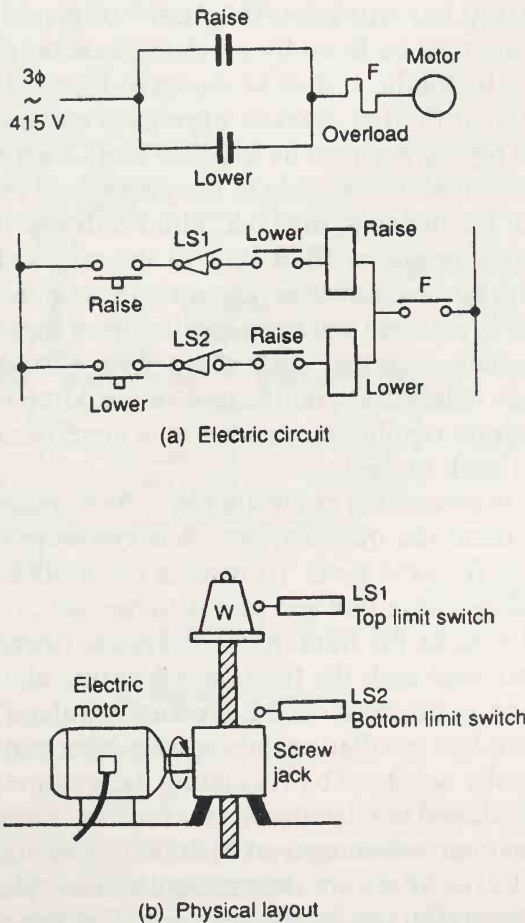 Raise
3ϕ
~
415 V
F
Motor
Overload
Lower
LS1
Lower
Raise
Raise
F
LS2
Raise
Lower
Lower
(a) Electric circuit
W
LS1
Top limit switch
LS2
Bottom limit switch
Electric
motor
Screw
jack
(b) Physical layout